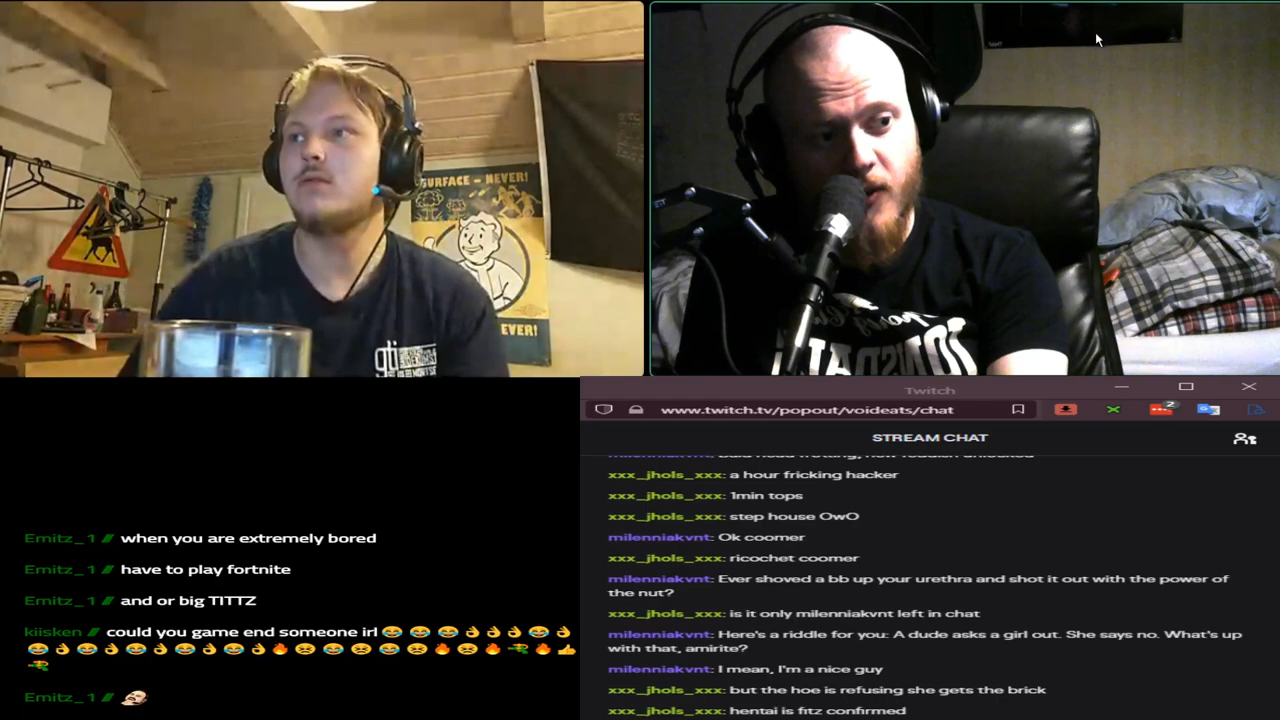 SURFACE - NEVER!
EVER!
gti
Twitch
www.twitch.tv/popout/voideats/chat
2
STREAM CHAT
xxx_jhols_xxx: a hour fricking hacker
xxx_jhols_xxx: 1min tops
xxx_jhols_xxx: step house OwO
milenniakvnt: Ok coomer
xxx_jhols_xxx: ricochet coomer
milenniakvnt: Ever shoved a bb up your urethra and shot it out with the power of
the nut?
xxx_jhols_xxx: is it only milenniakvnt left in chat
milenniakvnt: Here's a riddle for you: A dude asks a girl out. She says no. What's up
with that, amirite?
milenniakvnt: I mean, I'm a nice guy
xxx_jhols_xxx: but the hoe is refusing she gets the brick
xxx_jhols_xxx: hentai is fitz confirmed
Emitz_1 // when you are extremely bored
Emitz_1 // have to play fortnite
Emitz_1 // and or big TITTZ
kiisken // could you game end someone irl 😂 😂 😂 👌 👌 👌 😂 👌
😂 👌 😂 👌 😂 👌 😂 👌 😂 👌 🔥 😣 😂 😣 😂 😣 🔥 😣 🔥 🔫 🔥 👍
🔫
Emitz_1 //